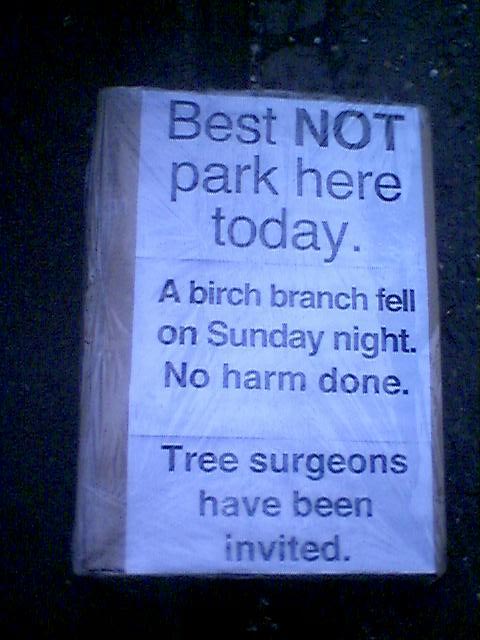 Best NOT
park here
today.
A birch branch fell
on Sunday night.
No harm done.
Tree surgeons
have been
invited.